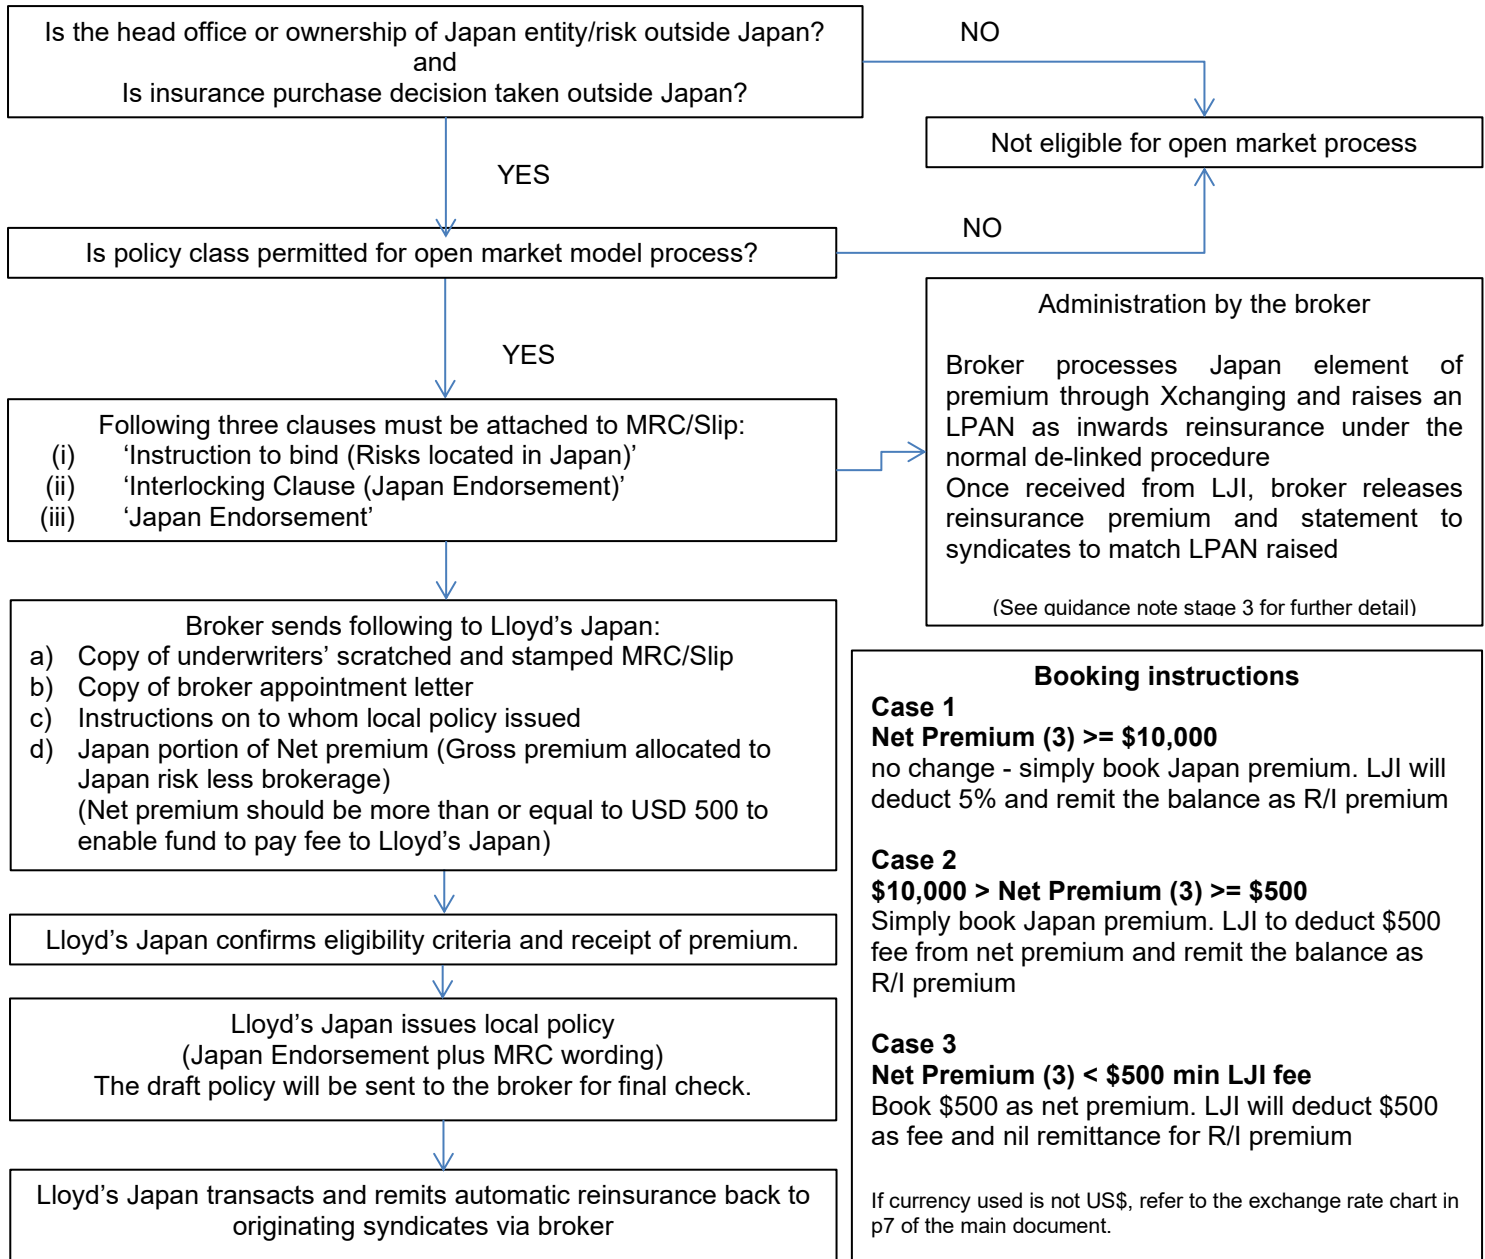 Is the head office or ownership of Japan entity/risk outside Japan?
and
Is insurance purchase decision taken outside Japan?
NO
Not eligible for open market process
YES
Is policy class permitted for open market model process?
NO
YES
Following three clauses must be attached to MRC/Slip:
(i) ‘Instruction to bind (Risks located in Japan)’
(ii) ‘Interlocking Clause (Japan Endorsement)’
(iii) ‘Japan Endorsement’
Administration by the broker
Broker processes Japan element of
premium through Xchanging and raises an
LPAN as inwards reinsurance under the
normal de-linked procedure
Once received from LJI, broker releases
reinsurance premium and statement to
syndicates to match LPAN raised
(See guidance note stage 3 for further detail)
Broker sends following to Lloyd’s Japan:
a) Copy of underwriters’ scratched and stamped MRC/Slip
b) Copy of broker appointment letter
c) Instructions on to whom local policy issued
d) Japan portion of Net premium (Gross premium allocated to
Japan risk less brokerage)
(Net premium should be more than or equal to USD 500 to
enable fund to pay fee to Lloyd’s Japan)
Lloyd’s Japan confirms eligibility criteria and receipt of premium.
Lloyd’s Japan issues local policy
(Japan Endorsement plus MRC wording)
The draft policy will be sent to the broker for final check.
Lloyd’s Japan transacts and remits automatic reinsurance back to
originating syndicates via broker
Booking instructions
Case 1
Net Premium (3) >= $10,000
no change - simply book Japan premium. LJI will
deduct 5% and remit the balance as R/I premium
Case 2
$10,000 > Net Premium (3) >= $500
Simply book Japan premium. LJI to deduct $500
fee from net premium and remit the balance as
R/I premium
Case 3
Net Premium (3) < $500 min LJI fee
Book $500 as net premium. LJI will deduct $500
as fee and nil remittance for R/I premium
If currency used is not US$, refer to the exchange rate chart in
p7 of the main document.